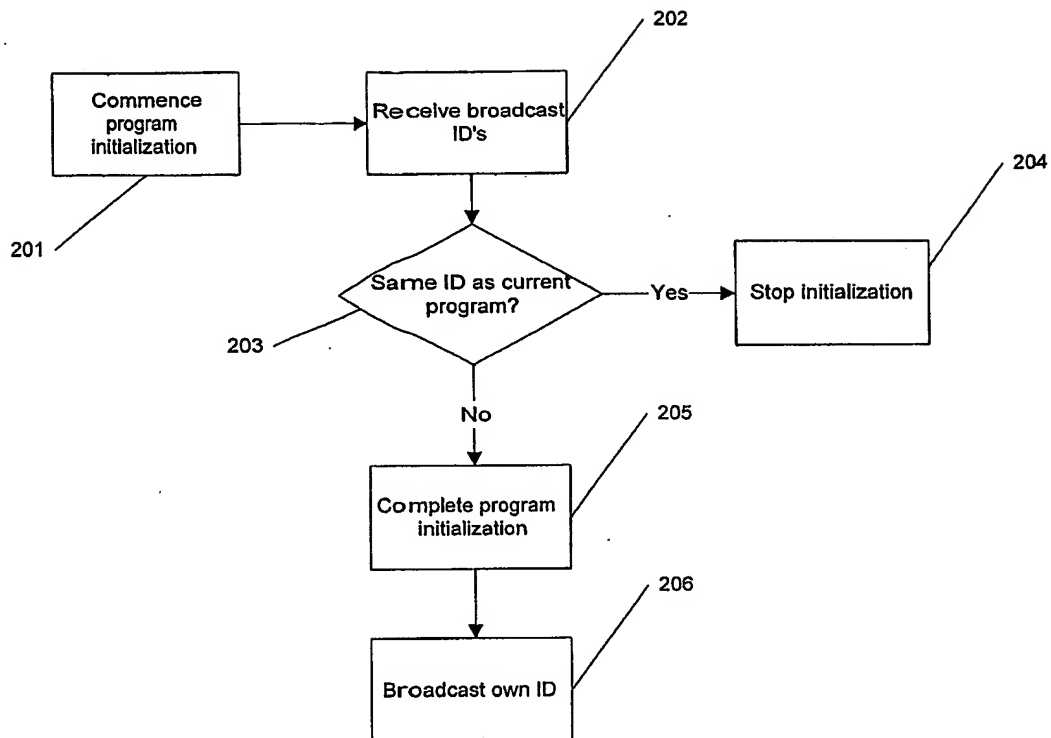 202
Commence
program
initialization
Receive broadcast
ID's
201
204
Same ID as current
program?
Yes
Stop initialization
203
No
205
Complete program
initialization
206
Broadcast own ID